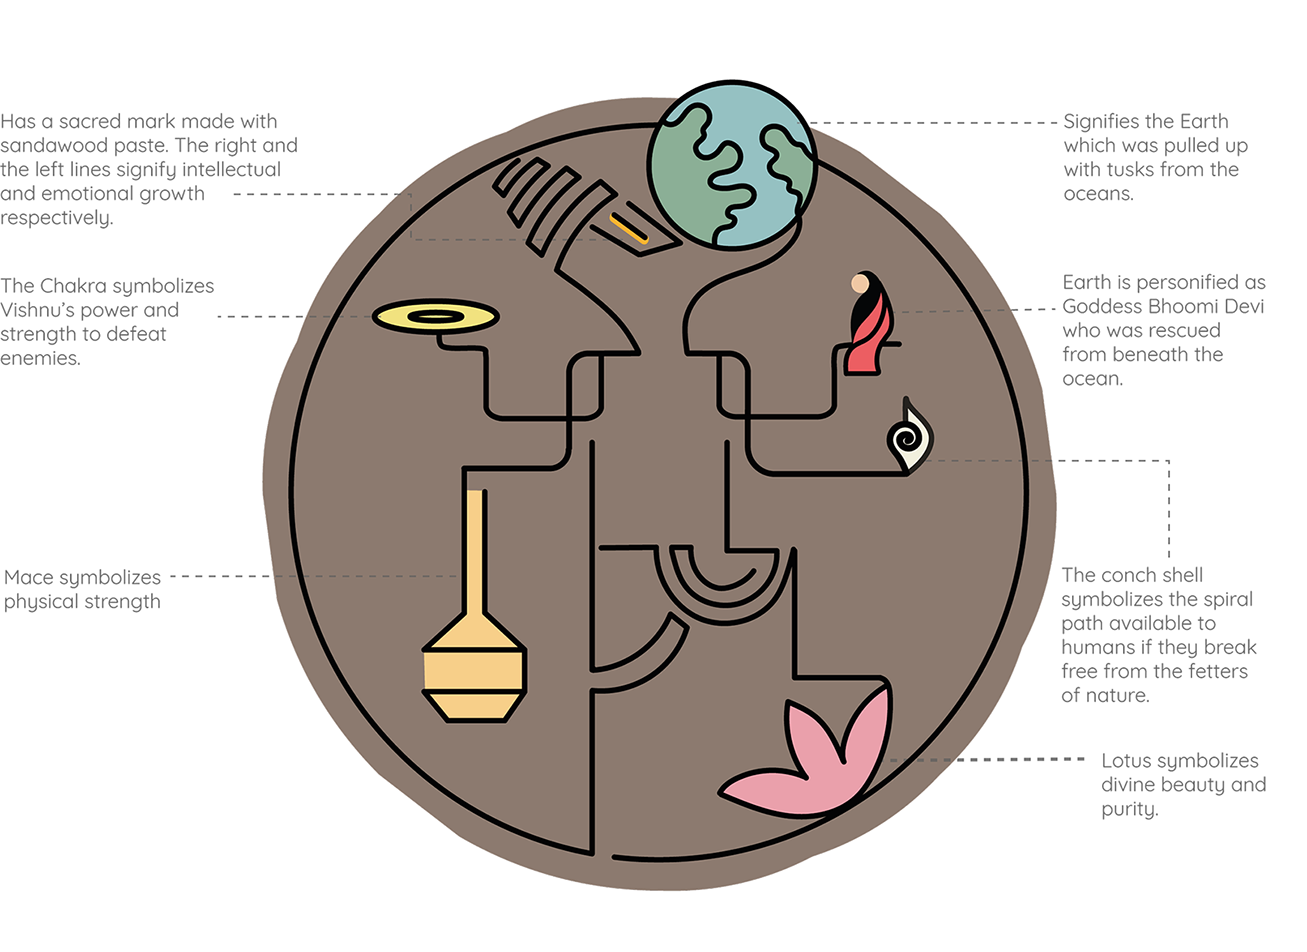 Has a sacred mark made with
sandawood paste. The right and
the left lines signify intellectual
and emotional growth
respectively.
The Chakra symbolizes
Vishnu's power and
strength to defeat
enemies.
Mace symbolizes
physical strength
Signifies the Earth
which was pulled up
with tusks from the
oceans.
Earth is personified as
Goddess Bhoomi Devi
who was rescued
from beneath the
ocean.
The conch shell
symbolizes the spiral
path available to
humans if they break
free from the fetters
of nature.
Lotus symbolizes
divine beauty and
purity.